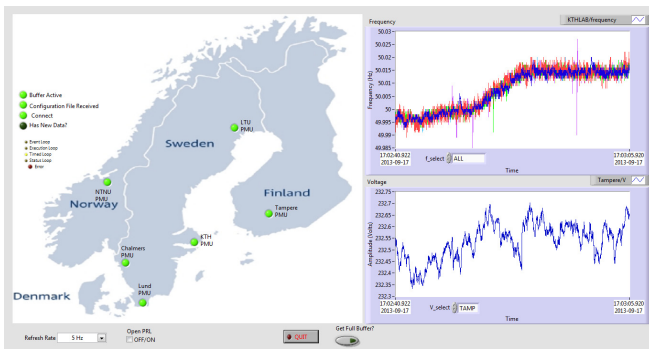 Buffer Active
Configuration File Received
Connect
Has New Data?
Event Loop
Execution Loop
Timed Loop
Status Loop
Error
LTU
PMU
Sweden
NTNU
PMU
Norway
Finland
Tampere
PMU
KTH
PMU
Chalmers
PMU
Lund
PMU
Denmark
Refresh Rate
5 Hz
Open PRL
OFF/ON
QUIT
Get Full Buffer?
Frequency
KTHLAB/frequency
Frequency (Hz)
50.03
50.025
50.02
50.015
50.01
50.005
50
49.995
49.99
49.985
f_select
ALL
17:02:40.922
2013-09-17
17:03:05.920
2013-09-17
Time
Voltage
Tampere/V
Amplitude (Volts)
232.75
232.7
232.65
232.6
232.55
232.5
232.45
232.4
232.35
232.3
V_select
TAMP
17:02:40.922
2013-09-17
17:03:05.920
2013-09-17
Time